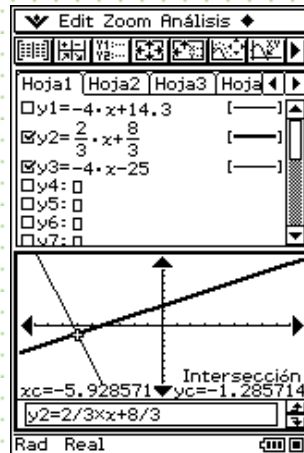 Edit Zoom Análisis
Hoja1 Hoja2 Hoja3 Hoja
y1=-4·x+14.3 [—]
y2=2/3·x+8/3 [—]
y3=-4·x-25 [—]
y4:
y5:
y6:
y7:
Intersección
xc=-5.928571 yc=-1.285714
y2=2/3×x+8/3
Rad Real